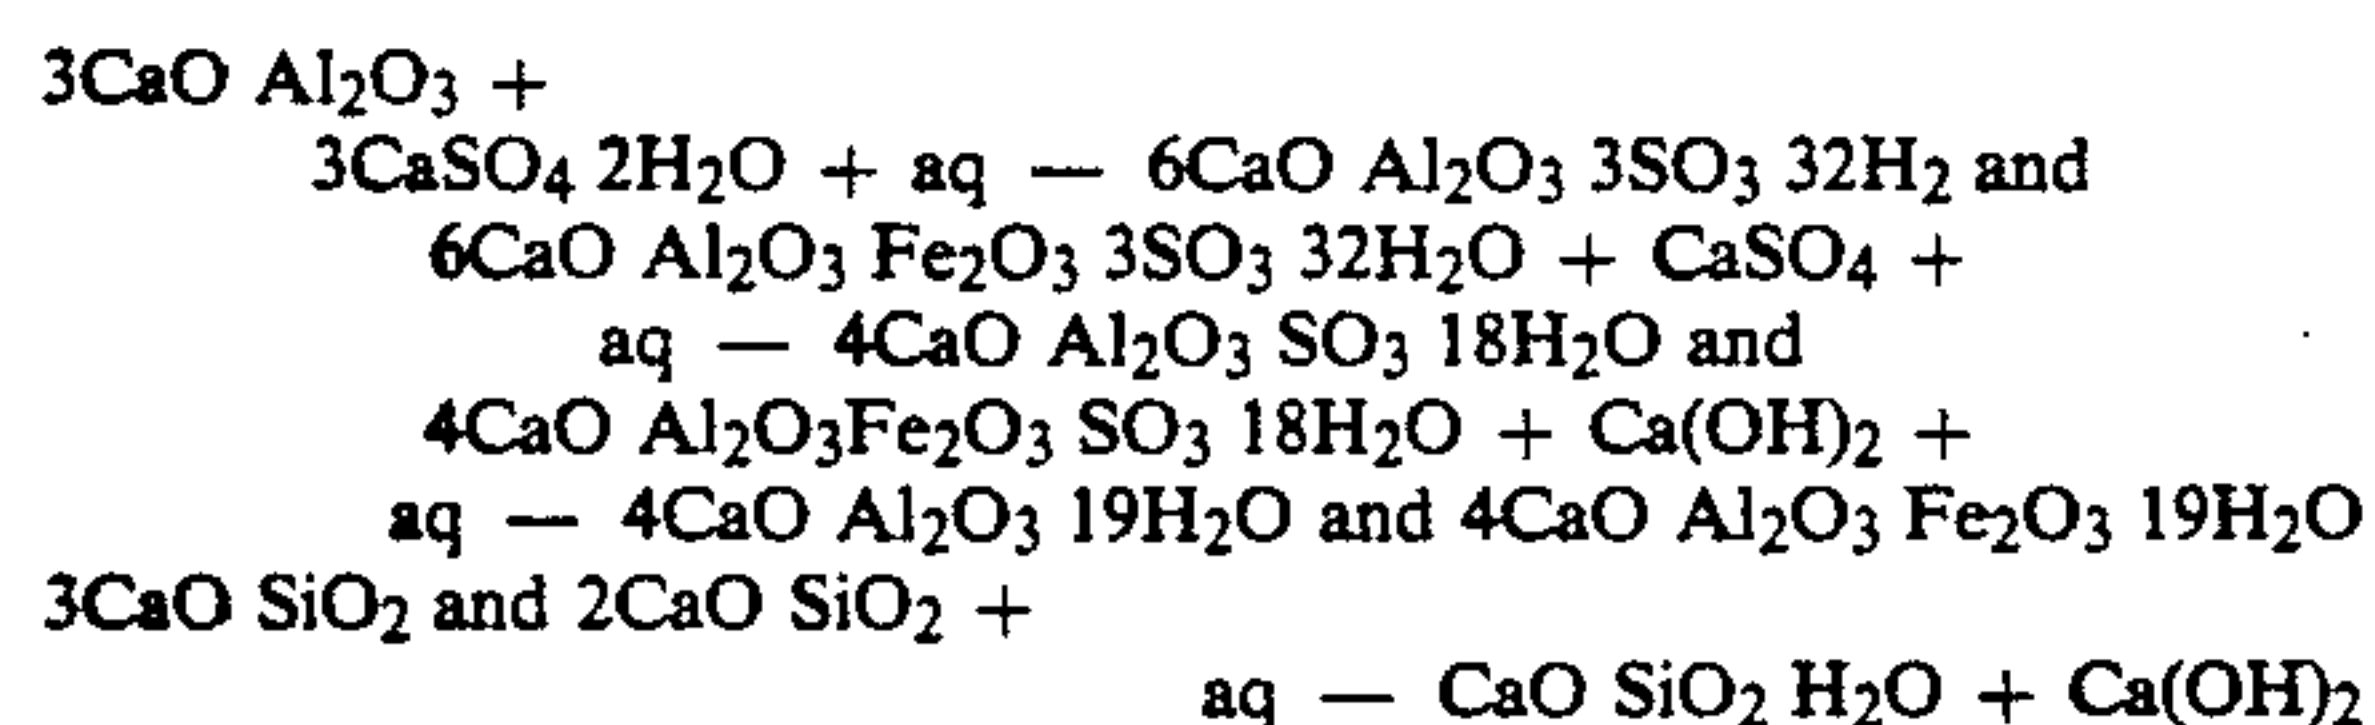 3CaO Al₂O₃ +
3CaSO₄ 2H₂O + aq — 6CaO Al₂O₃ 3SO₃ 32H₂ and
6CaO Al₂O₃ Fe₂O₃ 3SO₃ 32H₂O + CaSO₄ +
aq — 4CaO Al₂O₃ SO₃ 18H₂O and
4CaO Al₂O₃Fe₂O₃ SO₃ 18H₂O + Ca(OH)₂ +
aq — 4CaO Al₂O₃ 19H₂O and 4CaO Al₂O₃ Fe₂O₃ 19H₂O
3CaO SiO₂ and 2CaO SiO₂ +
aq — CaO SiO₂ H₂O + Ca(OH)₂